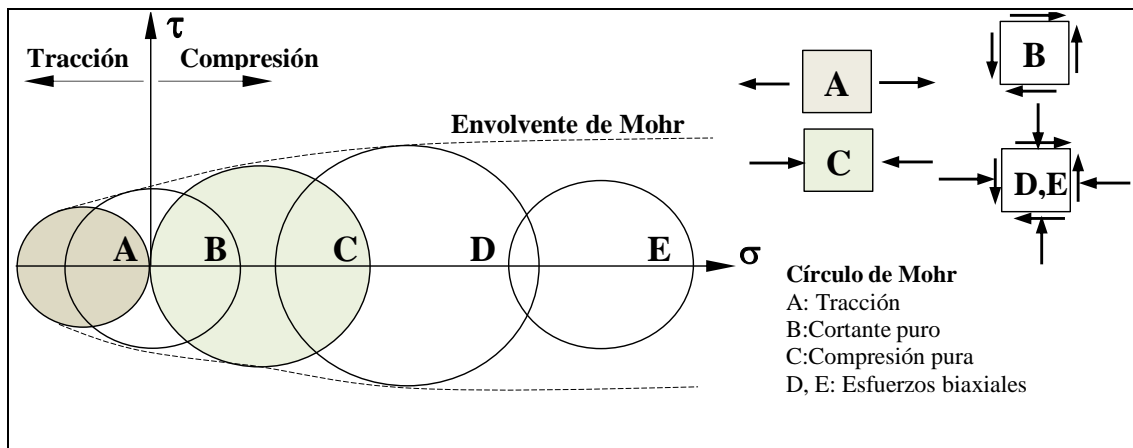 τ
Tracción
Compresión
Envolvente de Mohr
A
B
C
D
E
σ
A
B
C
D,E
Círculo de Mohr
A: Tracción
B:Cortante puro
C:Compresión pura
D, E: Esfuerzos biaxiales